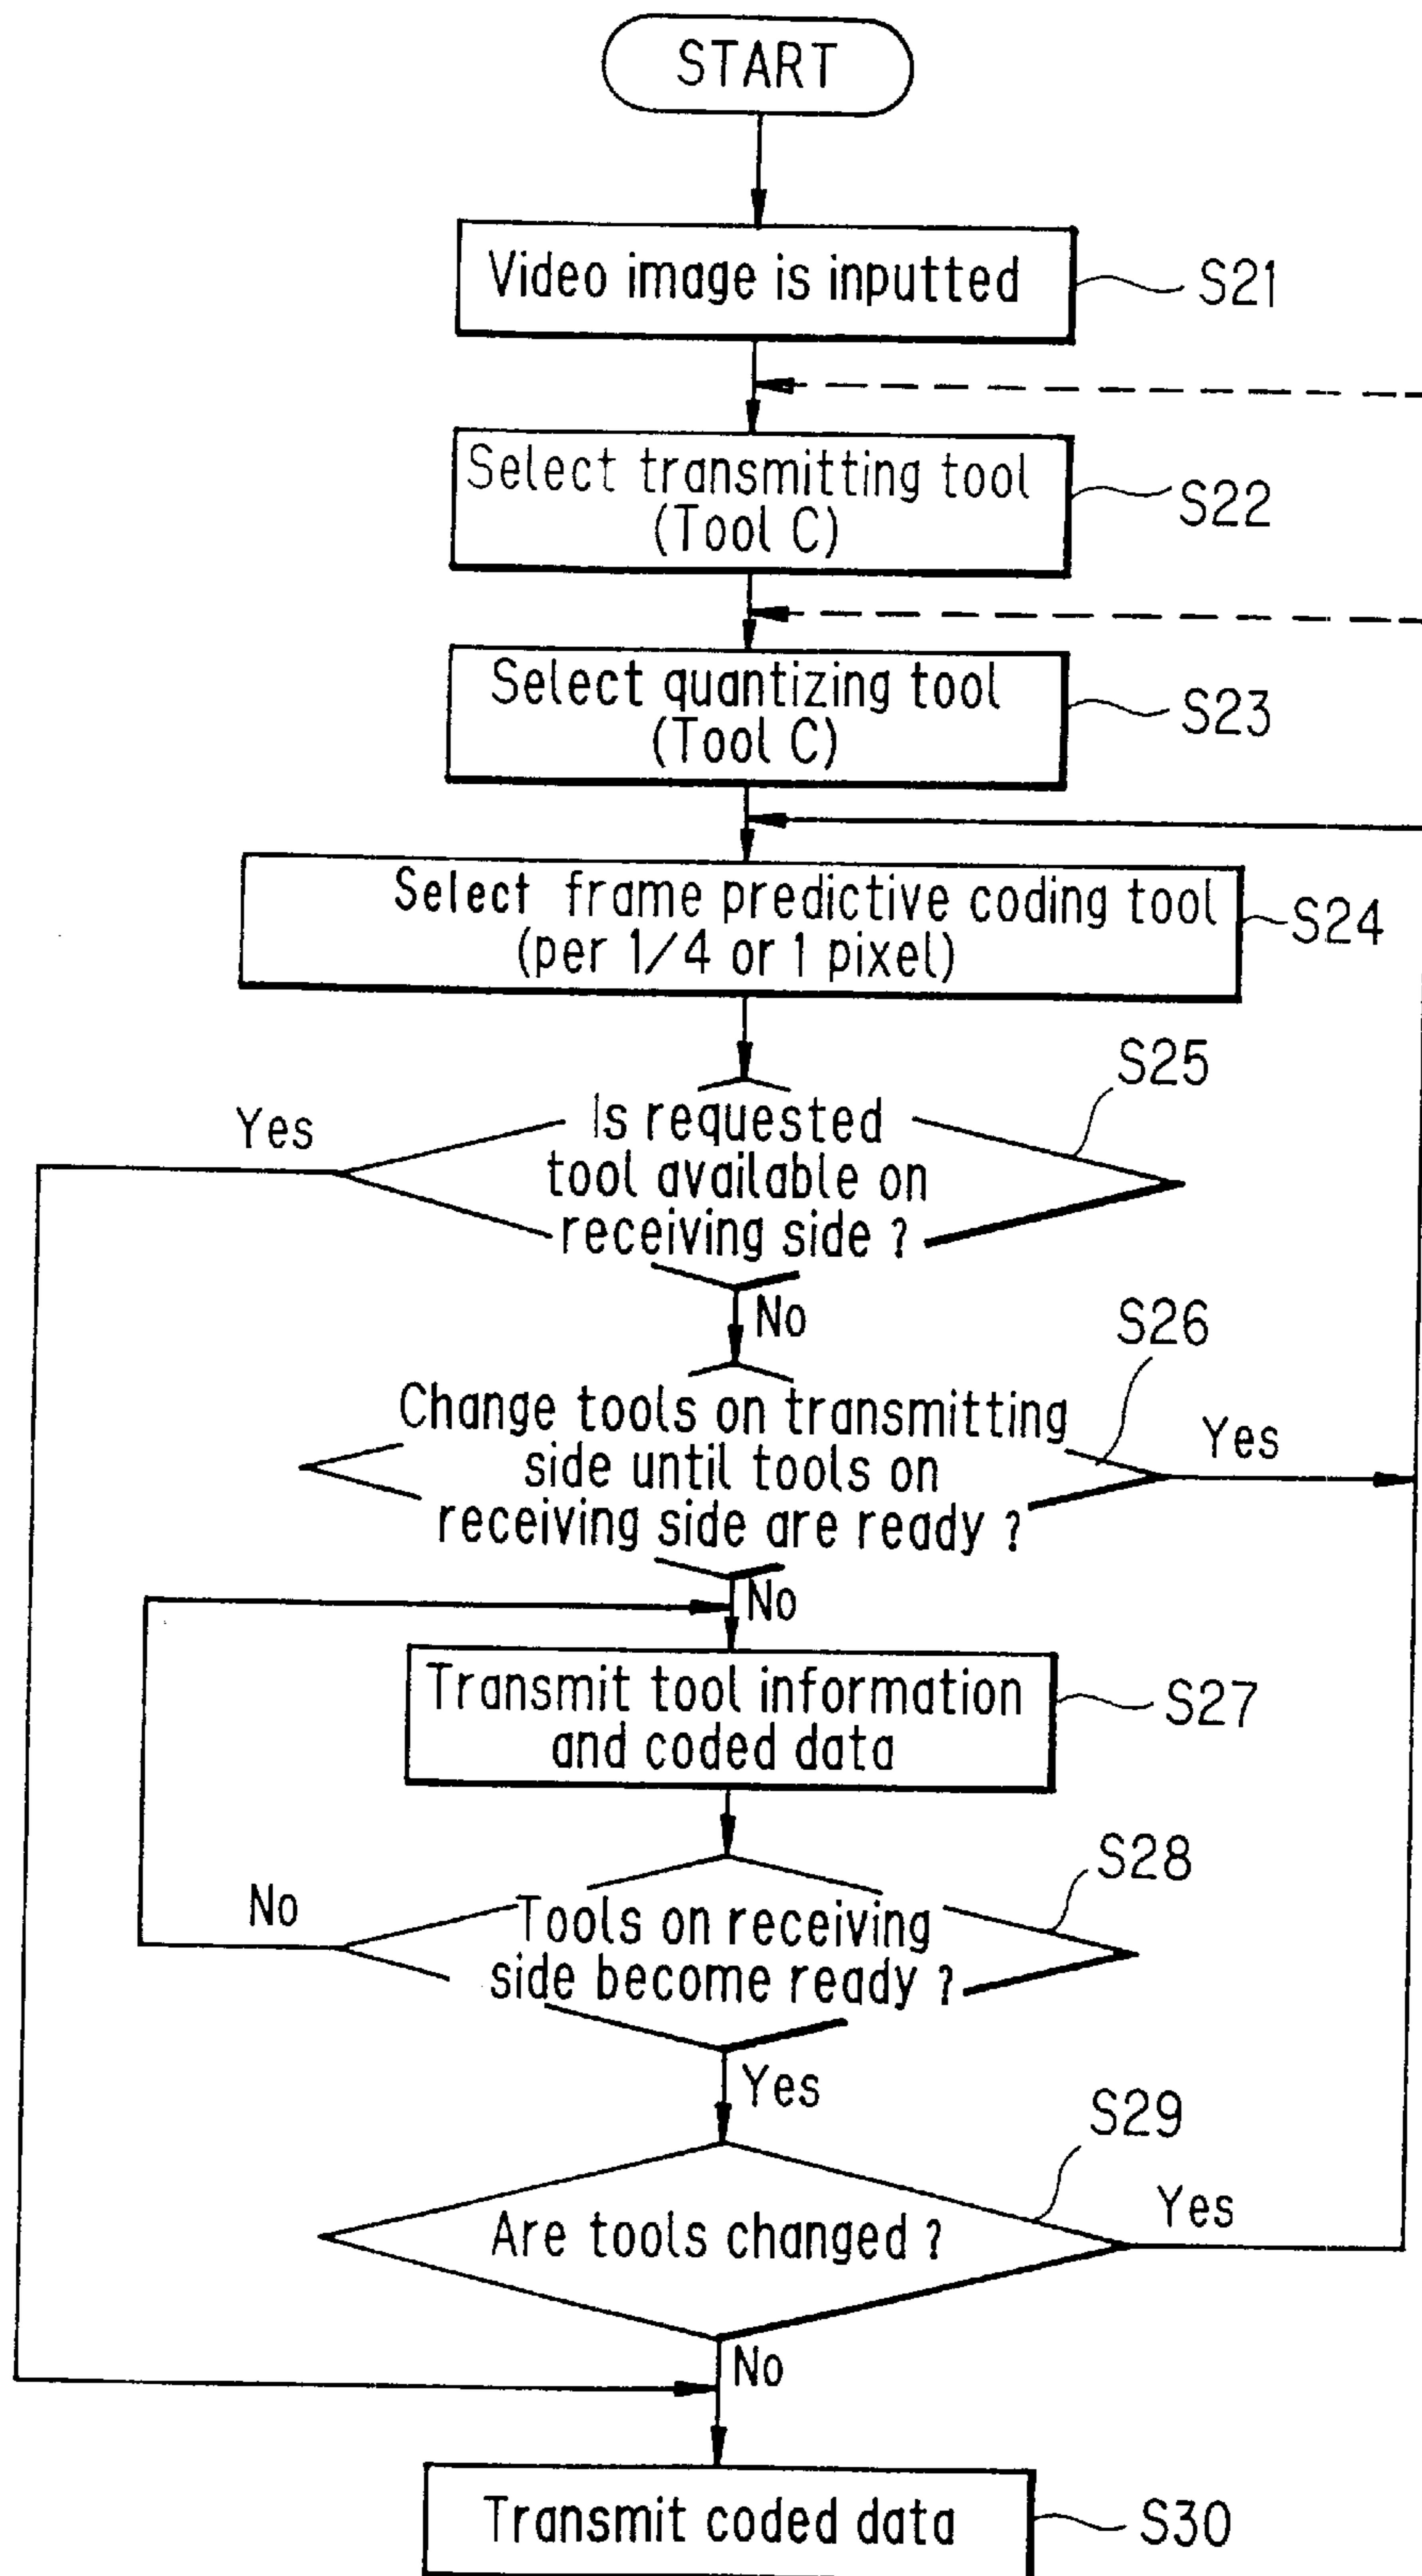 START
Video image is inputted
S21
Select transmitting tool
(Tool C)
S22
Select quantizing tool
(Tool C)
S23
Select frame predictive coding tool
(per 1/4 or 1 pixel)
S24
S25
Yes
Is requested
tool available on
receiving side ?
No
S26
Change tools on transmitting
side until tools on
receiving side are ready ?
Yes
No
Transmit tool information
and coded data
S27
S28
No
Tools on receiving
side become ready ?
Yes
S29
Are tools changed ?
Yes
No
Transmit coded data
S30